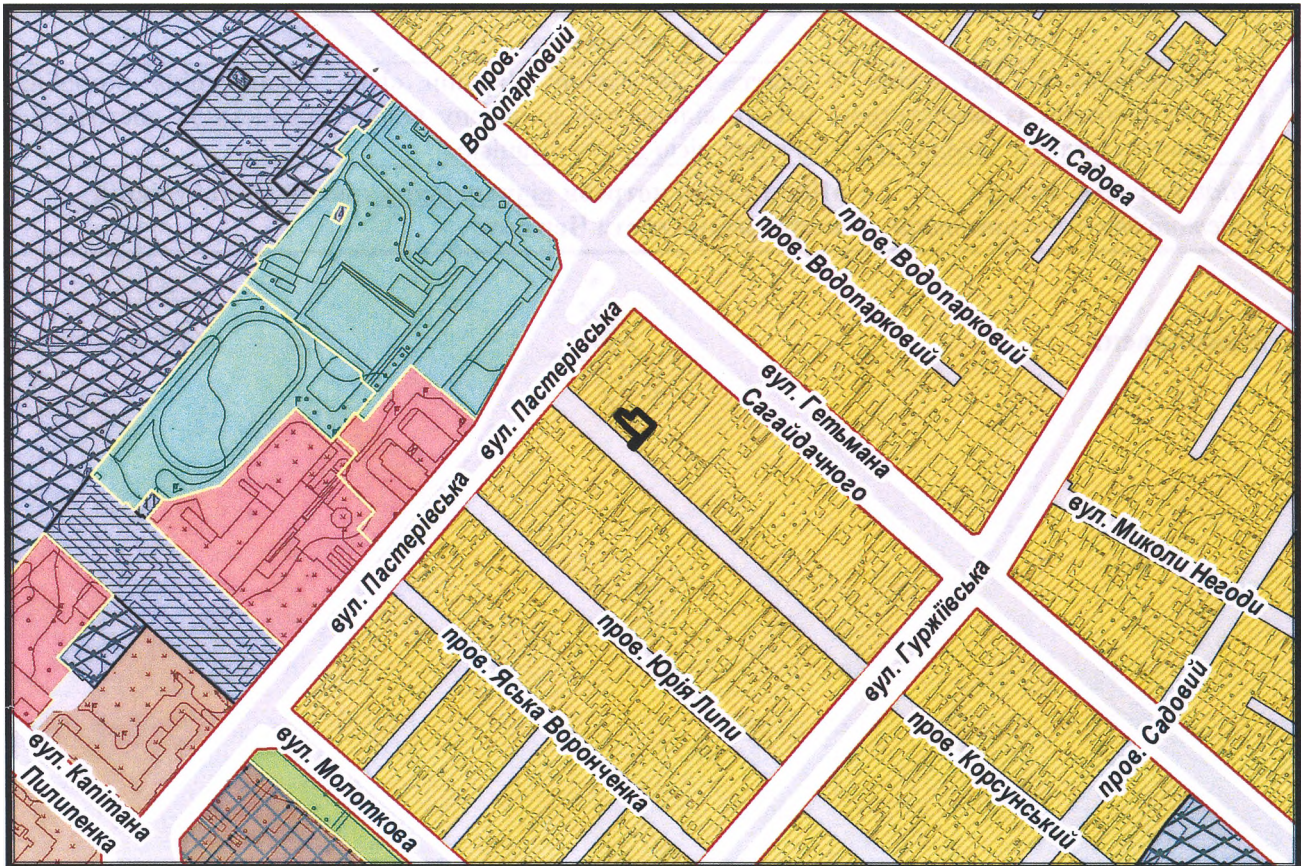 пров.
Водопарковий
вул. Садова
пров. Водопарковий
пров. Водопарковий
вул. Пастерівська
вул. Гетьмана
Сагайдачного
вул. Миколи Негоди
вул. Пастерівська
вул. Гуржіївська
пров. Юрія Липи
пров. Яська Воронченка
пров. Садовий
пров. Корсунський
вул. Молоткова
вул. Капітана
Пилипенка